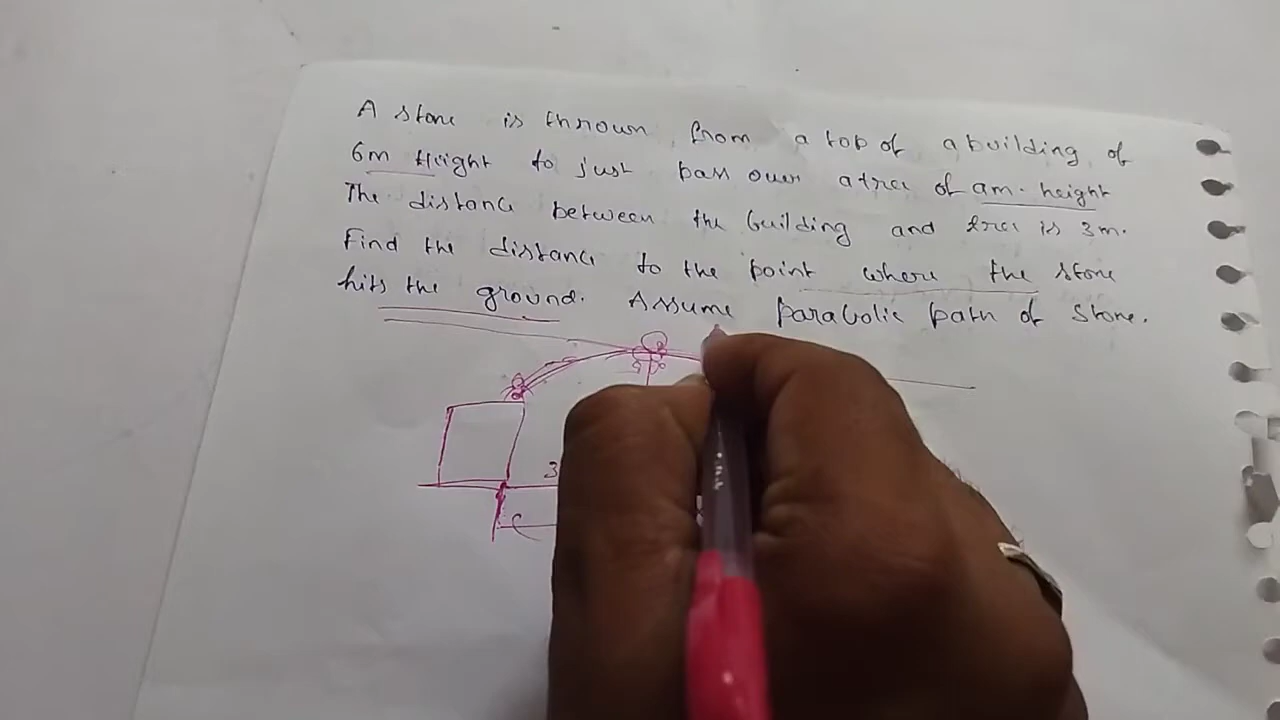 A stone is thrown from a top of a building of
6m Height to just pass over a tree of am. height
The distance between the building and tree is 3m.
Find the distance to the point where the stone
hits the ground. Assume parabolic path of stone.
3